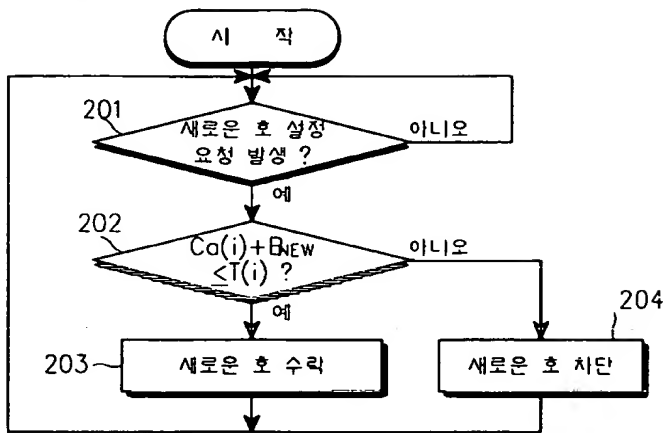 시 작
201
새로운 호 설정
요청 발생 ?
아니오
예
202
Ca(i)+BNEW
≤T(i) ?
아니오
예
203
새로운 호 수락
204
새로운 호 차단